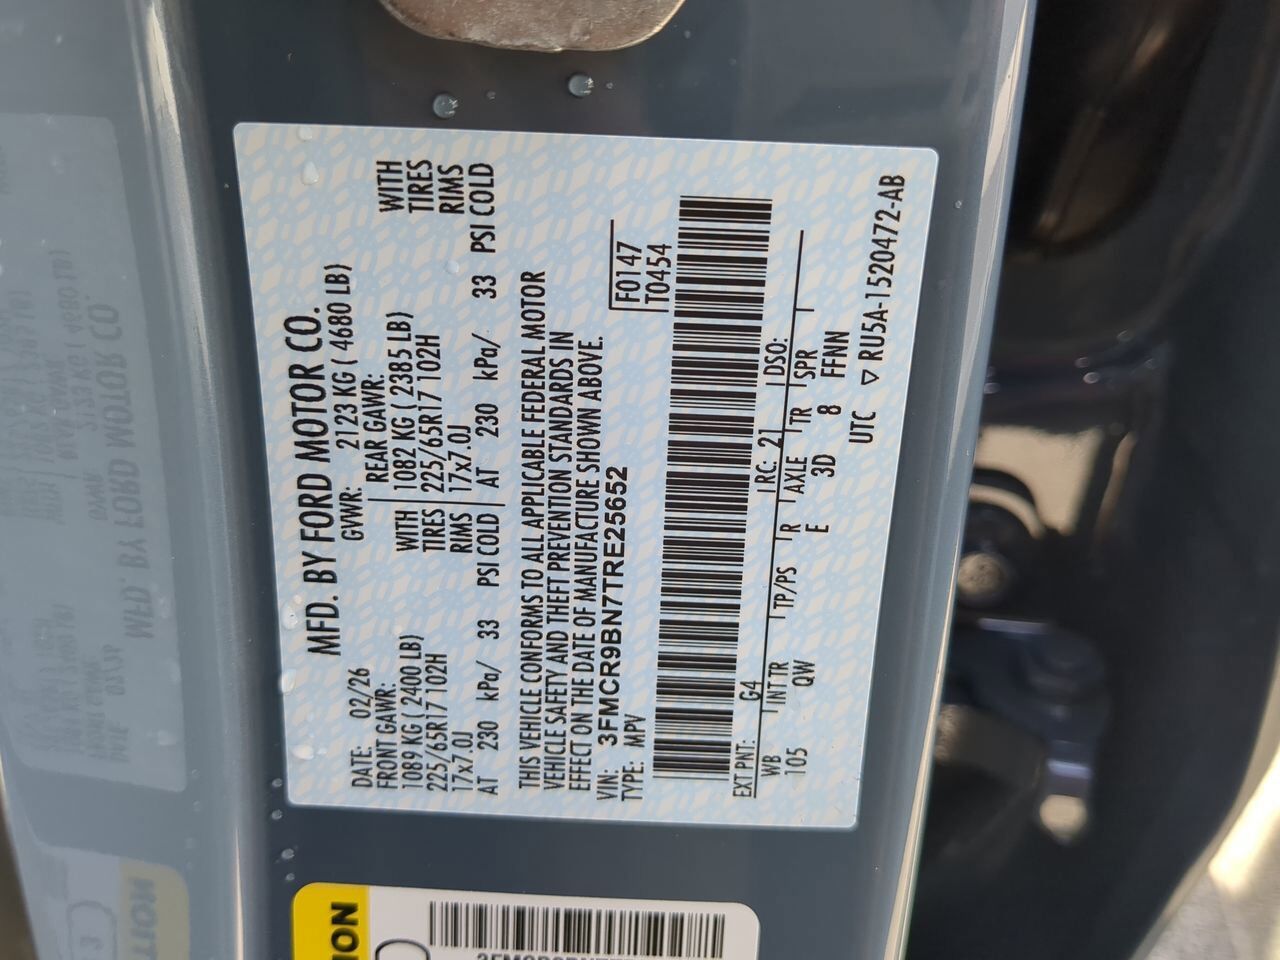 MFD. BY FORD MOTOR CO.
DATE: 02/26 GVWR: 2123 KG ( 4680 LB)
FRONT GAWR: REAR GAWR:
1089 KG ( 2400 LB) WITH 1082 KG ( 2385 LB) WITH
225/65R17 102H TIRES 225/65R17 102H TIRES
17x7.0J RIMS 17x7.0J RIMS
AT 230 kPa/ 33 PSI COLD AT 230 kPa/ 33 PSI COLD
THIS VEHICLE CONFORMS TO ALL APPLICABLE FEDERAL MOTOR
VEHICLE SAFETY AND THEFT PREVENTION STANDARDS IN
EFFECT ON THE DATE OF MANUFACTURE SHOWN ABOVE.
VIN: 3FMCR9BN7TRE25652 F0147
TYPE: MPV T0454
EXT PNT: G4 RC: 21 DSO:
WB INT TR TP/PS R AXLE TR SPR
105 QW E 3D 8 FFNN
UTC ▽ RU5A-1520472-AB